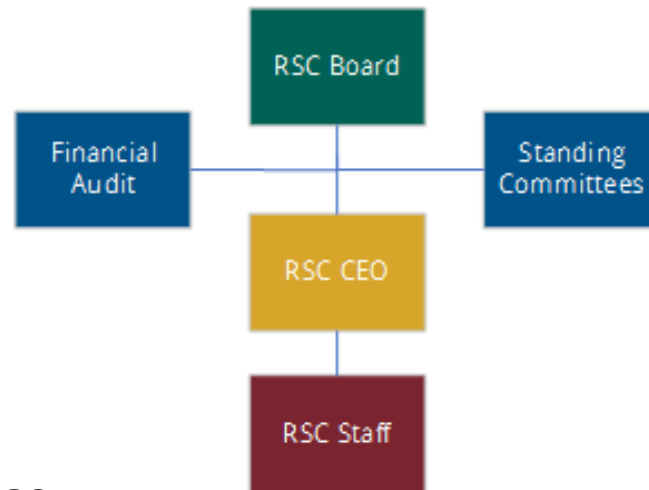 RSC Board
Financial
Audit
Standing
Committees
RSC CEO
RSC Staff